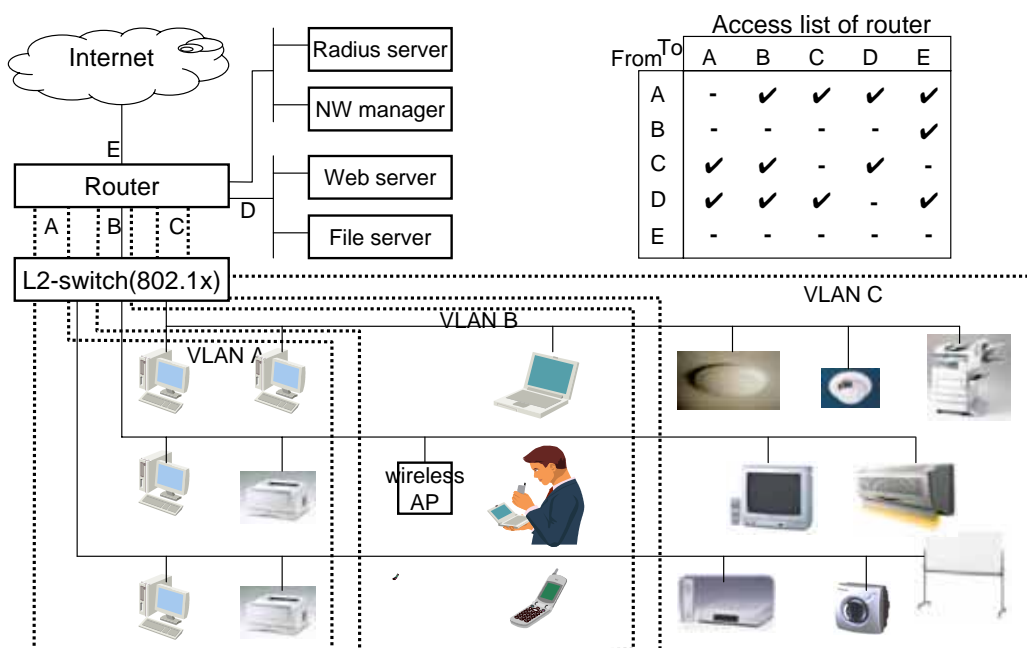 Internet
Radius server
NW manager
Web server
File server
E
Router
D
A B C
L2-switch(802.1x)
Access list of router
To
From
A B C D E
A - ✔ ✔ ✔ ✔
B - - - - ✔
C ✔ ✔ - ✔ -
D ✔ ✔ ✔ - ✔
E - - - - -
VLAN C
VLAN B
VLAN A
wireless
AP